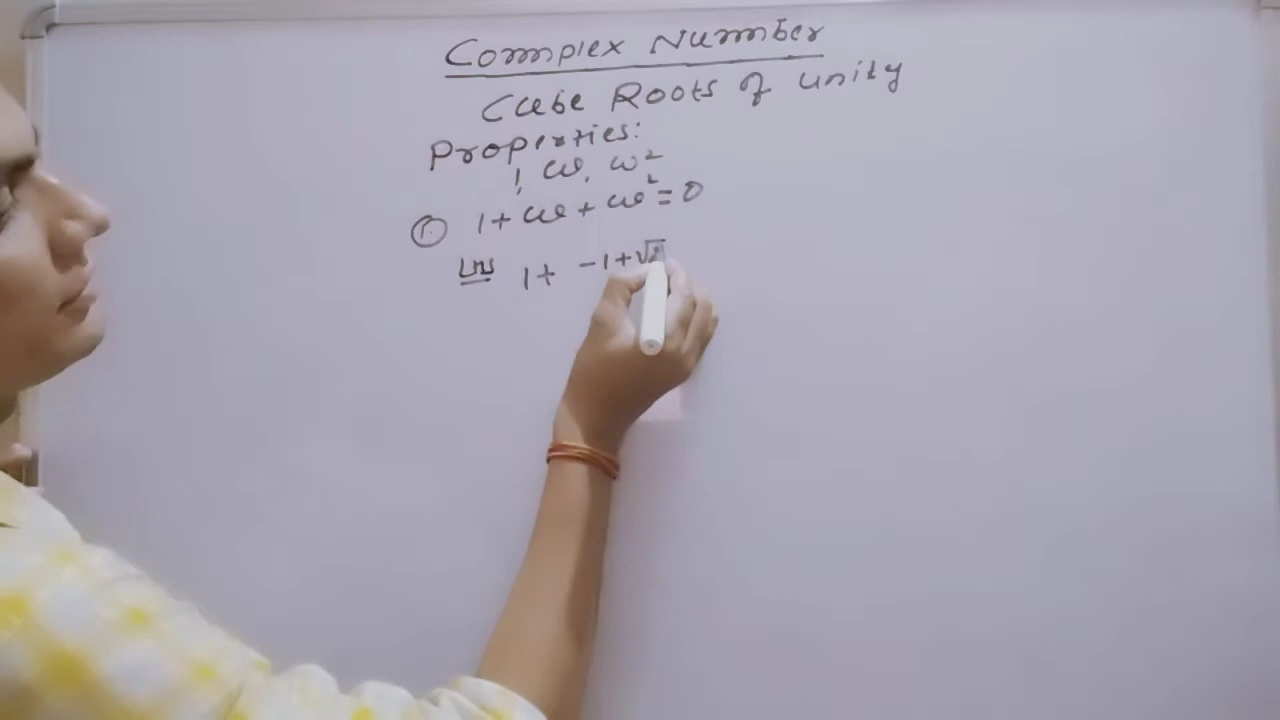 Complex Number
Cube Roots of unity
Properties:
1, ω, ω²
① 1 + ω + ω² = 0
LHS 1 + -1+√